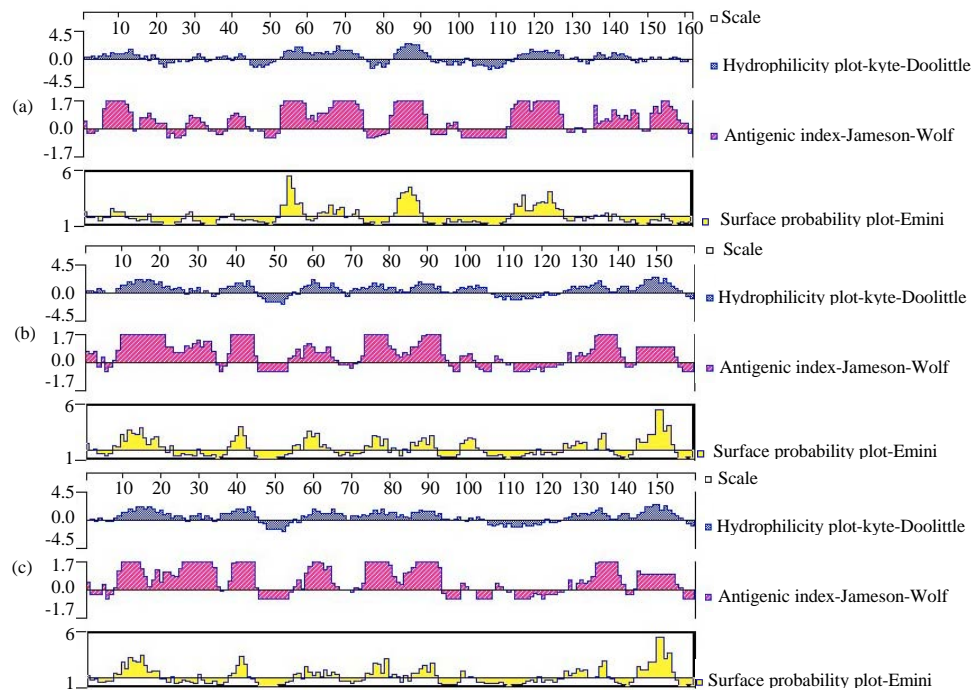 10 20 30 40 50 60 70 80 90 100 110 120 130 140 150 160
Scale
4.5
0.0
-4.5
Hydrophilicity plot-kyte-Doolittle
(a)
1.7
0.0
-1.7
Antigenic index-Jameson-Wolf
6
1
Surface probability plot-Emini
10 20 30 40 50 60 70 80 90 100 110 120 130 140 150
Scale
4.5
0.0
-4.5
Hydrophilicity plot-kyte-Doolittle
(b)
1.7
0.0
-1.7
Antigenic index-Jameson-Wolf
6
1
Surface probability plot-Emini
10 20 30 40 50 60 70 80 90 100 110 120 130 140 150
Scale
4.5
0.0
-4.5
Hydrophilicity plot-kyte-Doolittle
(c)
1.7
0.0
-1.7
Antigenic index-Jameson-Wolf
6
1
Surface probability plot-Emini